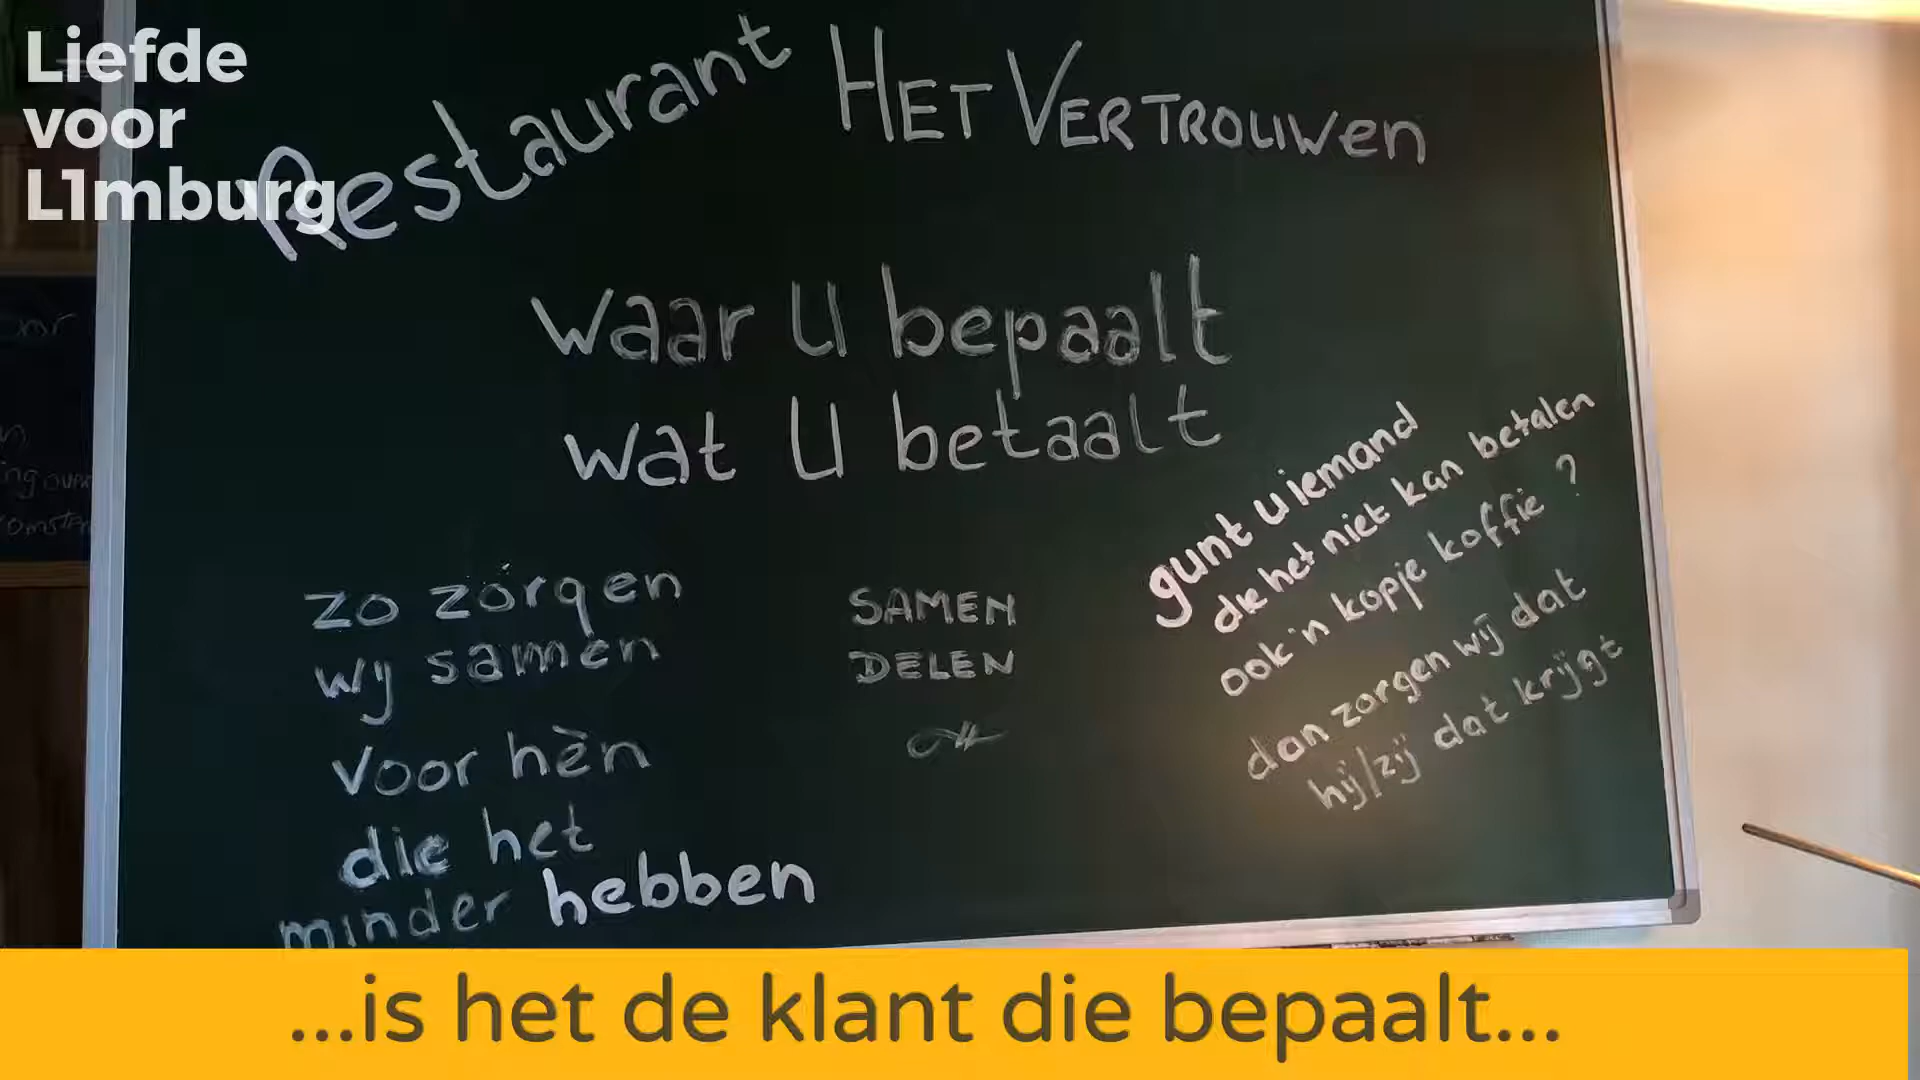 Liefde
voor
L1mburg
Restaurant HET VERTROUWen
waar U bepaalt
wat U betaalt
zo zorgen
wij samen
voor hèn
die het
minder hebben
SAMEN
DELEN
gunt u iemand
die het niet kan betalen
ook 'n kopje koffie ?
dan zorgen wij dat
hij/zij dat krijgt
...is het de klant die bepaalt...